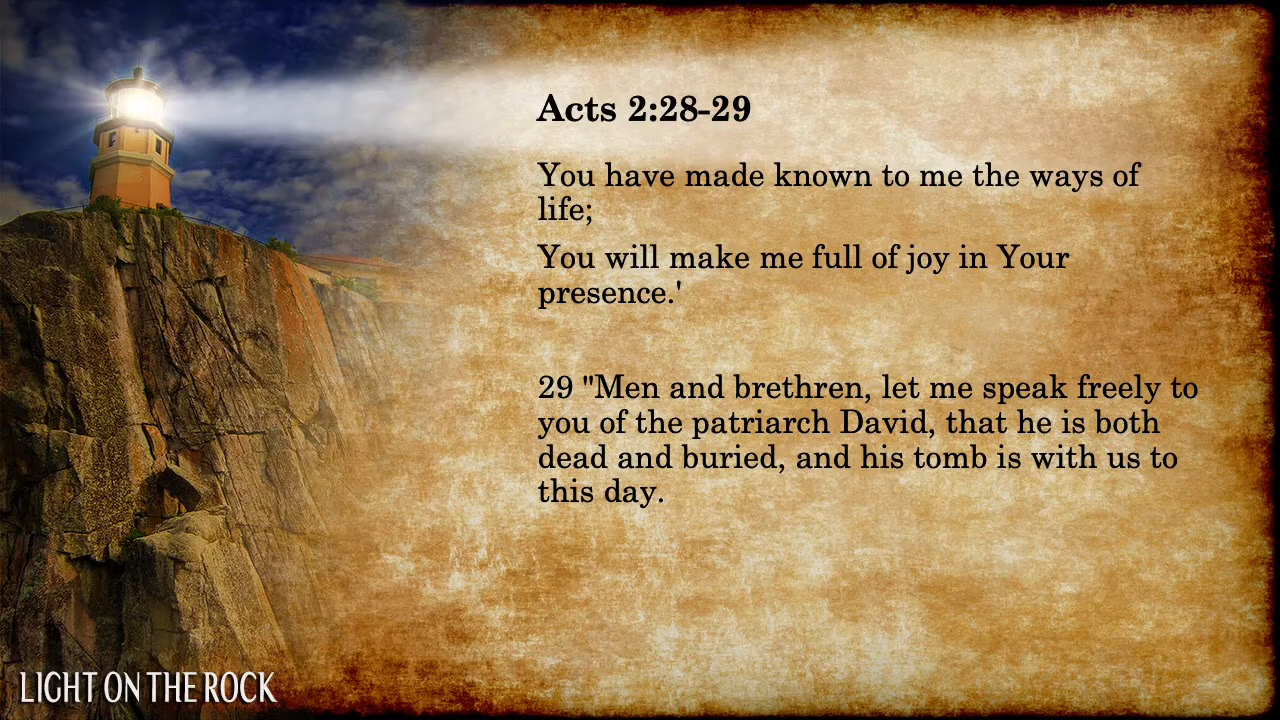 Acts 2:28-29
You have made known to me the ways of
life;
You will make me full of joy in Your
presence.'
29 "Men and brethren, let me speak freely to
you of the patriarch David, that he is both
dead and buried, and his tomb is with us to
this day.
LIGHT ON THE ROCK